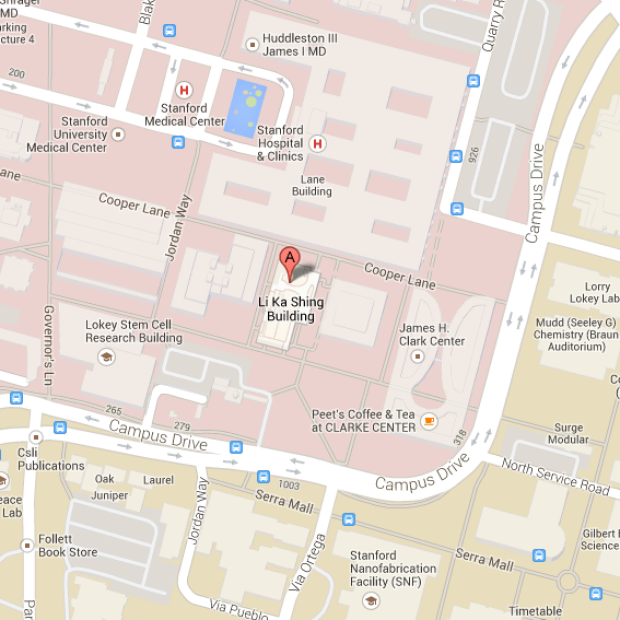 Shrager
MD
Parking
Structure 4
Blak
Huddleston III
James I MD
Quarry R
200
H
Stanford
Medical Center
Stanford
University
Medical Center
Stanford
Hospital
& Clinics
H
Lane
Building
926
Campus Drive
Lane
Cooper Lane
Jordan Way
A
Cooper Lane
Li Ka Shing
Building
Lorry
Lokey Lab
Mudd (Seeley G)
Chemistry (Braun
Auditorium)
Governor's Ln
Lokey Stem Cell
Research Building
James H.
Clark Center
265
279
Peet's Coffee & Tea
at CLARKE CENTER
318
Campus Drive
Surge
Modular
Csli
Publications
Oak
Laurel
Juniper
1003
Campus Drive
North Service Road
Peace
Lab
Jordan Way
Serra Mall
Via Ortega
Follett
Book Store
Stanford
Nanofabrication
Facility (SNF)
Serra Mall
Gilbert
Science
Via Pueblo
Timetable